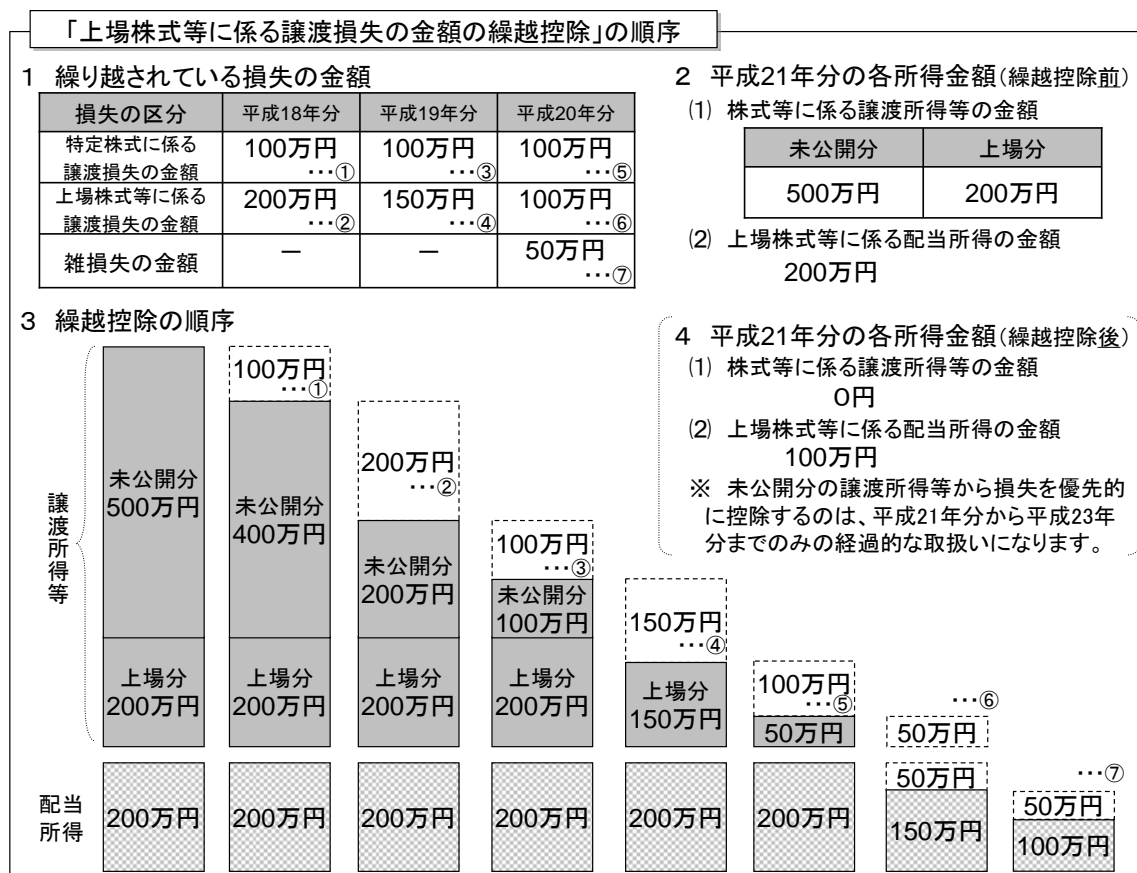 「上場株式等に係る譲渡損失の金額の繰越控除」の順序
1 繰り越されている損失の金額
損失の区分 平成18年分 平成19年分 平成20年分
特定株式に係る
譲渡損失の金額
100万円
･･･①
100万円
･･･③
100万円
･･･⑤
上場株式等に係る
譲渡損失の金額
200万円
･･･②
150万円
･･･④
100万円
･･･⑥
雑損失の金額
－
－
50万円
･･･⑦
2 平成21年分の各所得金額(繰越控除前)
⑴ 株式等に係る譲渡所得等の金額
未公開分 上場分
500万円 200万円
⑵ 上場株式等に係る配当所得の金額
200万円
3 繰越控除の順序
譲渡所得等
未公開分
500万円
上場分
200万円
100万円
･･･①
未公開分
400万円
上場分
200万円
200万円
･･･②
未公開分
200万円
上場分
200万円
100万円
･･･③
未公開分
100万円
上場分
200万円
150万円
･･･④
上場分
150万円
100万円
･･･⑤
50万円
･･･⑥
50万円
配当
所得
200万円
200万円
200万円
200万円
200万円
200万円
50万円
150万円
･･･⑦
50万円
100万円
4 平成21年分の各所得金額(繰越控除後)
⑴ 株式等に係る譲渡所得等の金額
0円
⑵ 上場株式等に係る配当所得の金額
100万円
※ 未公開分の譲渡所得等から損失を優先的
に控除するのは、平成21年分から平成23年
分までのみの経過的な取扱いになります。